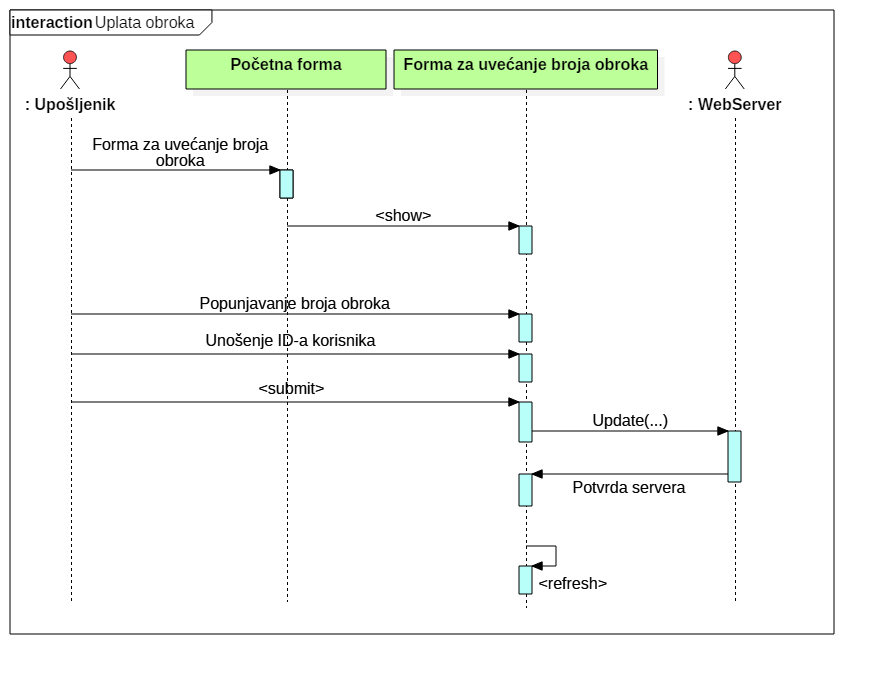 interaction Uplata obroka
Početna forma
Forma za uvećanje broja obroka
: Upošljenik
: WebServer
Forma za uvećanje broja
obroka
<show>
Popunjavanje broja obroka
Unošenje ID-a korisnika
<submit>
Update(...)
Potvrda servera
<refresh>